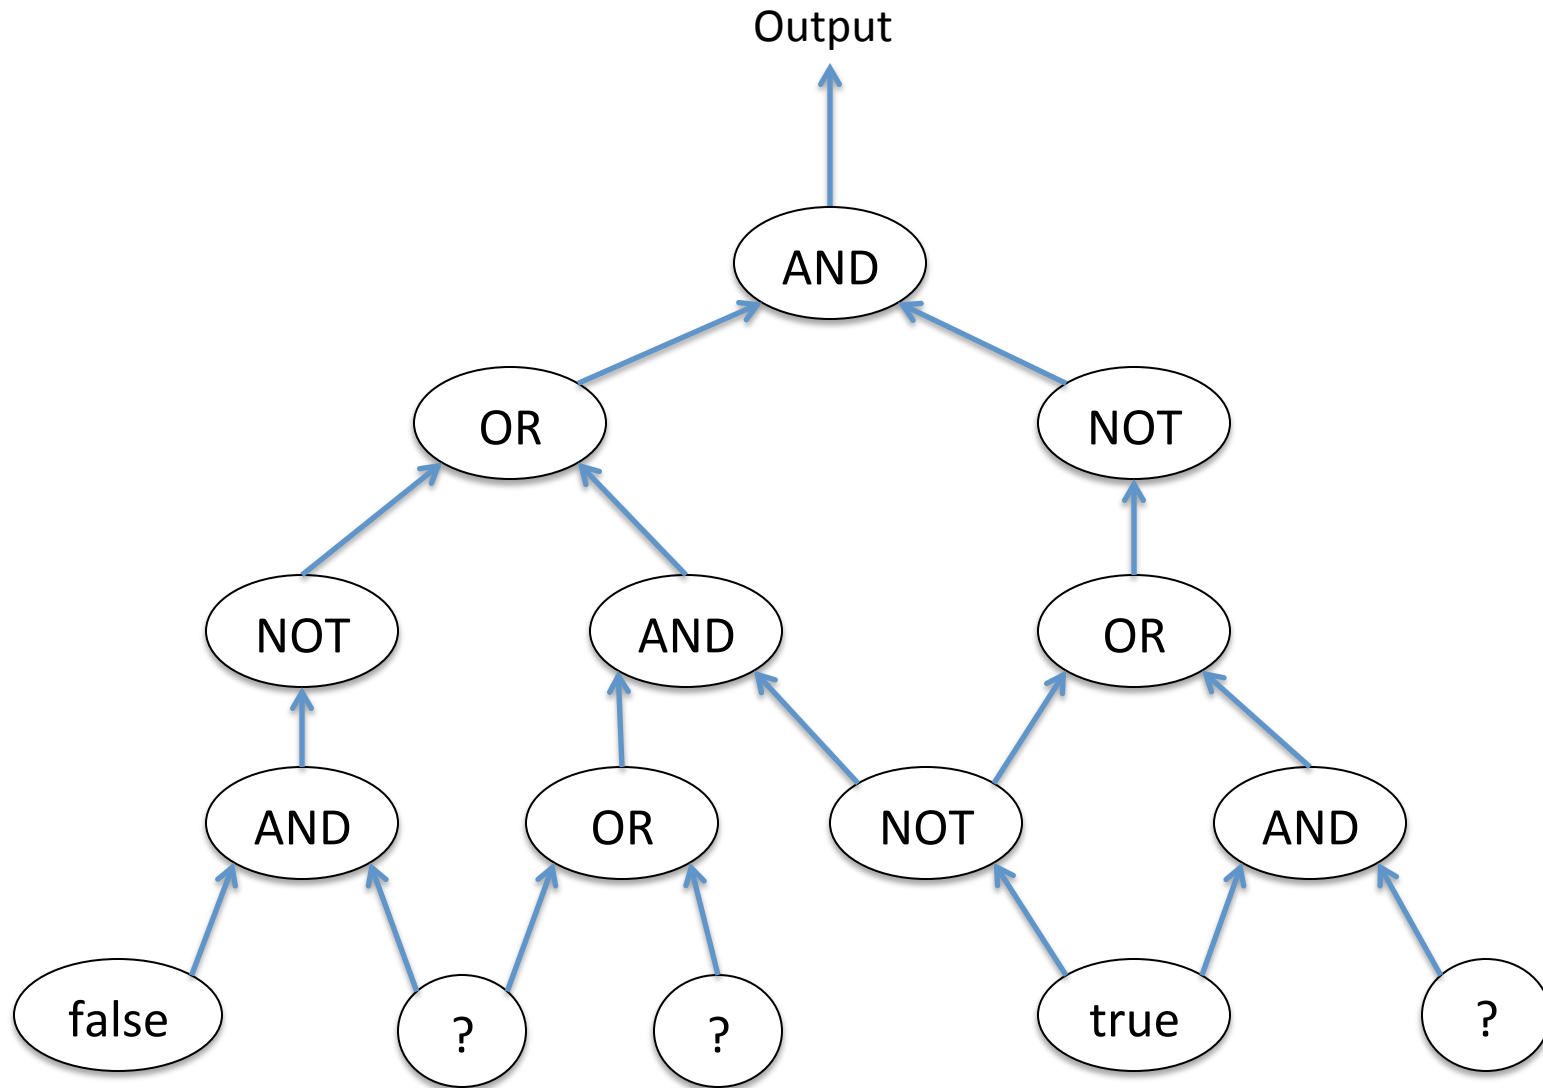 Output
AND
OR
NOT
NOT
AND
OR
AND
OR
NOT
AND
false
?
?
true
?